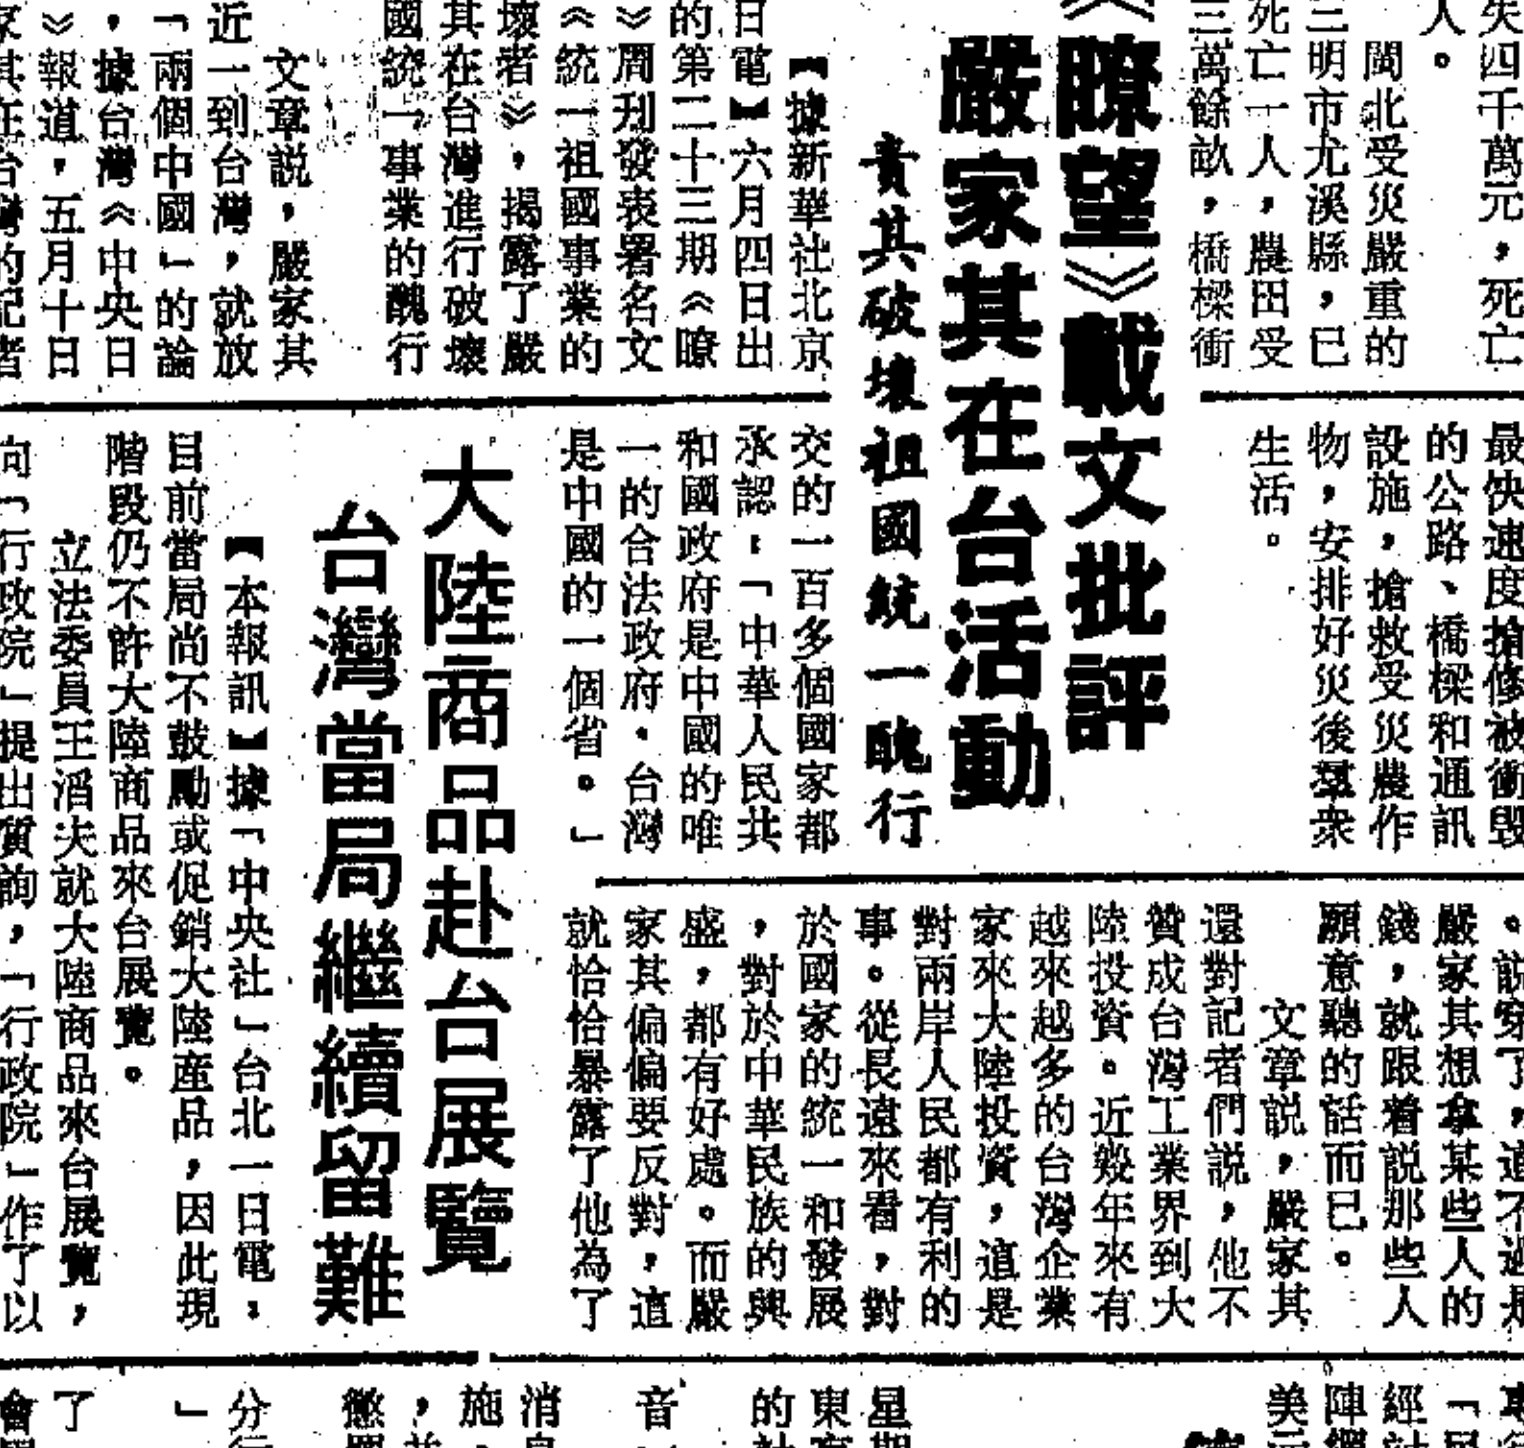 失四千萬元，死亡
人。
閩北受災嚴重的
三明市尤溪縣，已
死亡一人，農田受
三萬餘畝，橋樑衝
最快速度搶修被衝毀
的公路、橋樑和通訊
設施，搶救受災農作
物，安排好災後羣衆
生活。
《瞭望》載文批評
嚴家其在台活動
責其破壞祖國統一醜行
【據新華社北京
日電】六月四日出
的第二十三期《瞭
》周刊發表署名文
《統一祖國事業的
壞者》，揭露了嚴
其在台灣進行破壞
國統一事業的醜行
文章説，嚴家其
近一到台灣，就放
「兩個中國」的論
，據台灣《中央日
》報道，五月十日
家其在台灣的記者
交的一百多個國家都
承認：「中華人民共
和國政府是中國的唯
一的合法政府．台灣
是中國的一個省。」
。説穿了，這不過是
嚴家其想拿某些人的
錢，就跟着説那些人
願意聽的話而已。
文章説，嚴家其
還對記者們説，他不
贊成台灣工業界到大
陸投資。近幾年來有
越來越多的台灣企業
家來大陸投資，這是
對兩岸人民都有利的
事。從長遠來看，對
於國家的統一和發展
，對於中華民族的興
盛，都有好處。而嚴
家其偏偏要反對，這
就恰恰暴露了他為了
大陸商品赴台展覽
台灣當局繼續留難
【本報訊】據「中央社」台北一日電：
目前當局尚不鼓勵或促銷大陸産品，因此現
階段仍不許大陸商品來台展覽。
立法委員王滔夫就大陸商品來台展覽，
向「行政院」提出質詢，「行政院」作了以
「
經
陣
美元
星期
東
的
音
消
施
，
懲
分
」
了
會